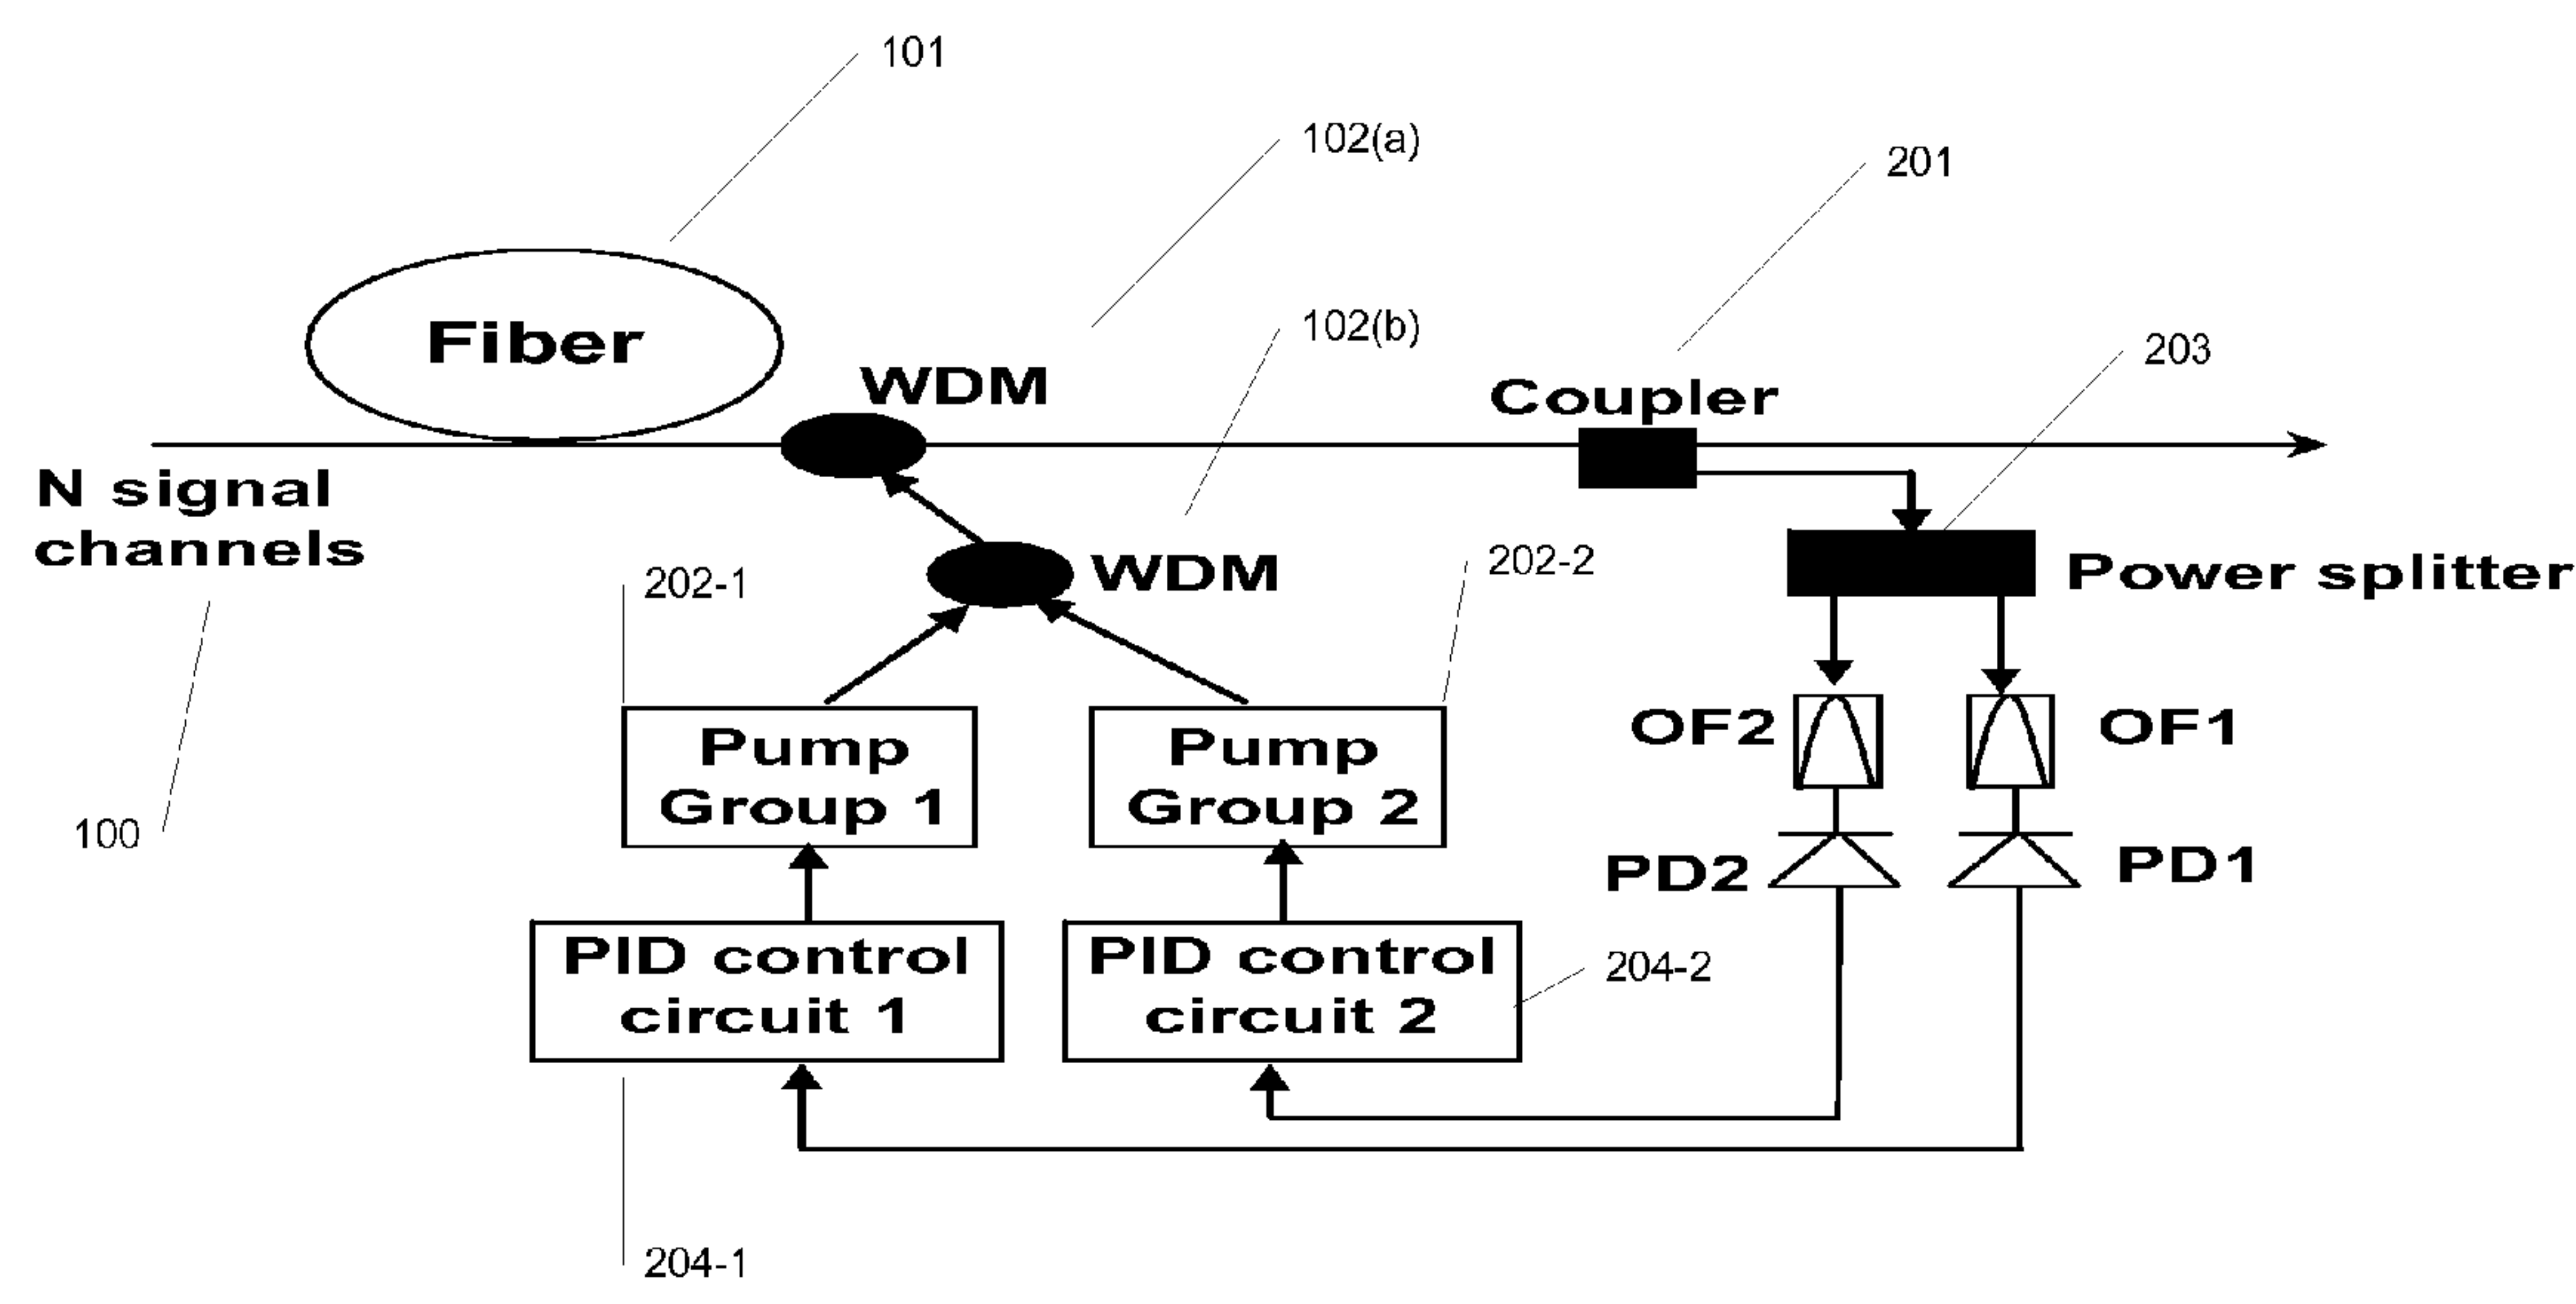 101
102(a)
201
102(b)
203
Fiber
WDM
Coupler
N signal
channels
202-1
WDM
202-2
Power splitter
100
Pump
Group 1
Pump
Group 2
OF2
OF1
PD2
PD1
PID control
circuit 1
PID control
circuit 2
204-2
204-1